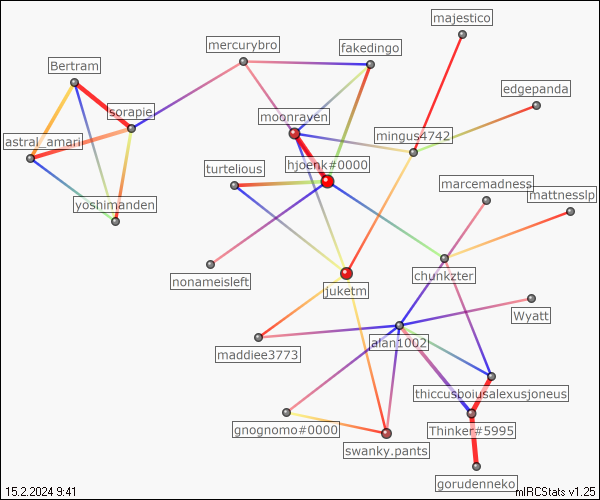 majestico
mercurybro
fakedingo
Bertram
edgepanda
sorapie
moonraven
mingus4742
astral_amari
hjoenk#0000
turtelious
marcemadness
mattnesslp
yoshimanden
nonameisleft
chunkzter
juketm
Wyatt
alan1002
maddiee3773
thiccusboiusalexusjoneus
gnognomo#0000
Thinker#5995
swanky.pants
gorudenneko
15.2.2024 9:41
mIRCStats v1.25